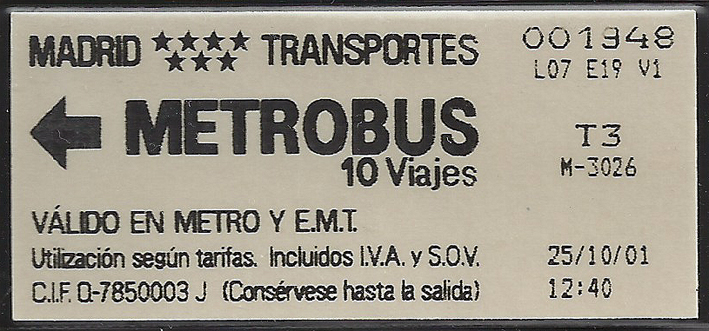 MADRID ★★★★★★★ TRANSPORTES 001948
L07 E19 V1
METROBUS
10 Viajes
T3
M-3026
VÁLIDO EN METRO Y E.M.T.
Utilización según tarifas. Incluidos I.V.A. y S.O.V. 25/10/01
C.I.F. Q-7850003 J (Consérvese hasta la salida) 12:40